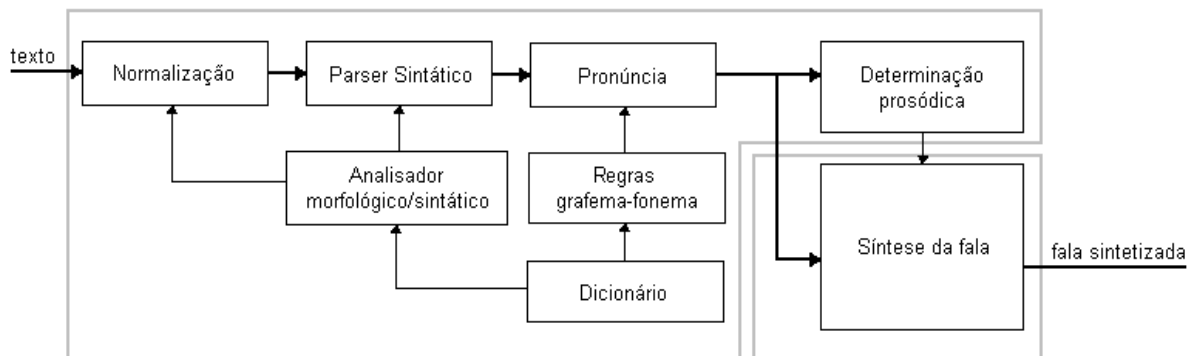 texto
Normalização
Parser Sintático
Pronúncia
Determinação
prosódica
Analisador
morfológico/sintático
Regras
grafema-fonema
Síntese da fala
fala sintetizada
Dicionário